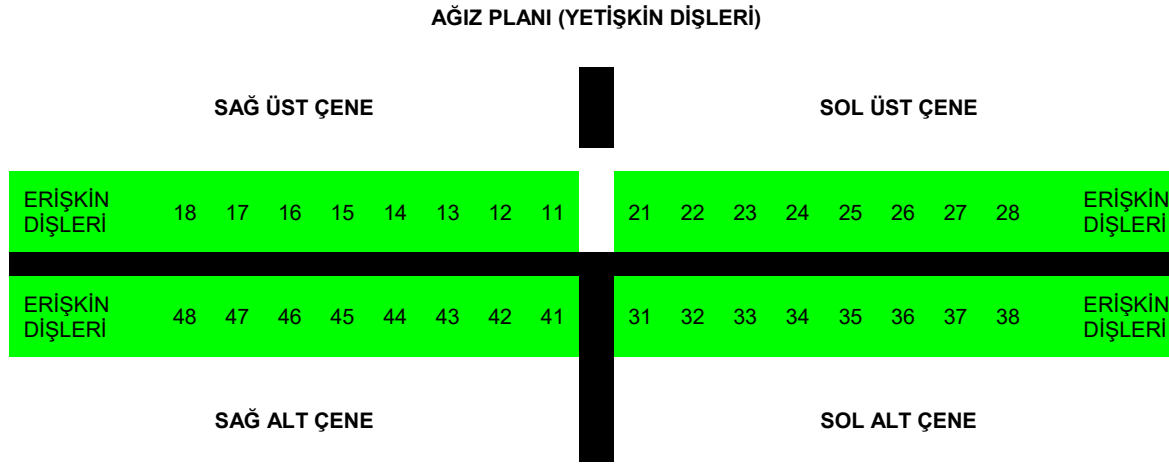 AĞIZ PLANI (YETİŞKİN DİŞLERİ)
SAĞ ÜST ÇENE SOL ÜST ÇENE
ERİŞKİN DİŞLERİ 18 17 16 15 14 13 12 11 21 22 23 24 25 26 27 28 ERİŞKİN DİŞLERİ
ERİŞKİN DİŞLERİ 48 47 46 45 44 43 42 41 31 32 33 34 35 36 37 38 ERİŞKİN DİŞLERİ
SAĞ ALT ÇENE SOL ALT ÇENE